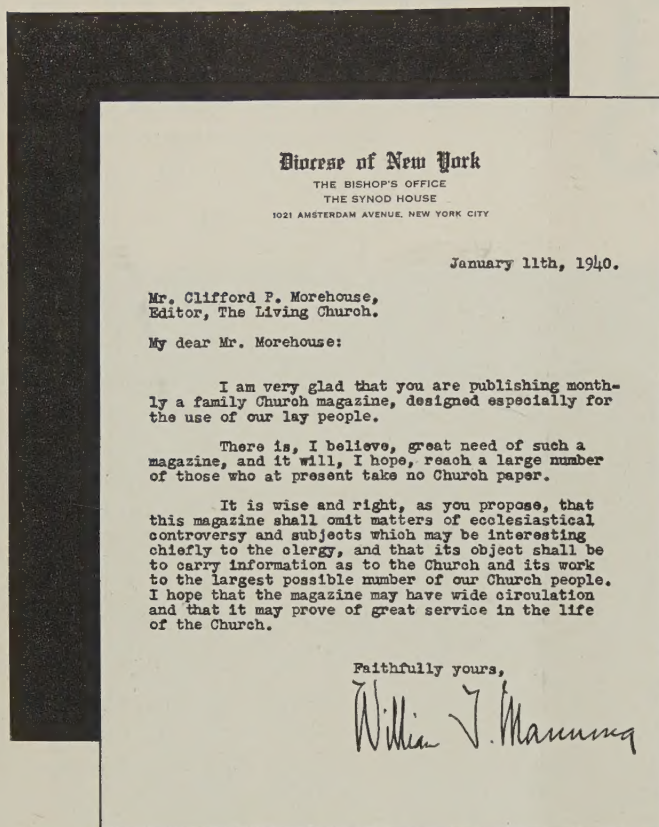 Diocese of New York
THE BISHOP'S OFFICE
THE SYNOD HOUSE
1021 AMSTERDAM AVENUE, NEW YORK CITY
January 11th, 1940.
Mr. Clifford P. Morehouse,
Editor, The Living Church.
My dear Mr. Morehouse:
I am very glad that you are publishing month-
ly a family Church magazine, designed especially for
the use of our lay people.
There is, I believe, great need of such a
magazine, and it will, I hope, reach a large number
of those who at present take no Church paper.
It is wise and right, as you propose, that
this magazine shall omit matters of ecclesiastical
controversy and subjects which may be interesting
chiefly to the clergy, and that its object shall be
to carry information as to the Church and its work
to the largest possible number of our Church people.
I hope that the magazine may have wide circulation
and that it may prove of great service in the life
of the Church.
Faithfully yours,
William T. Manning